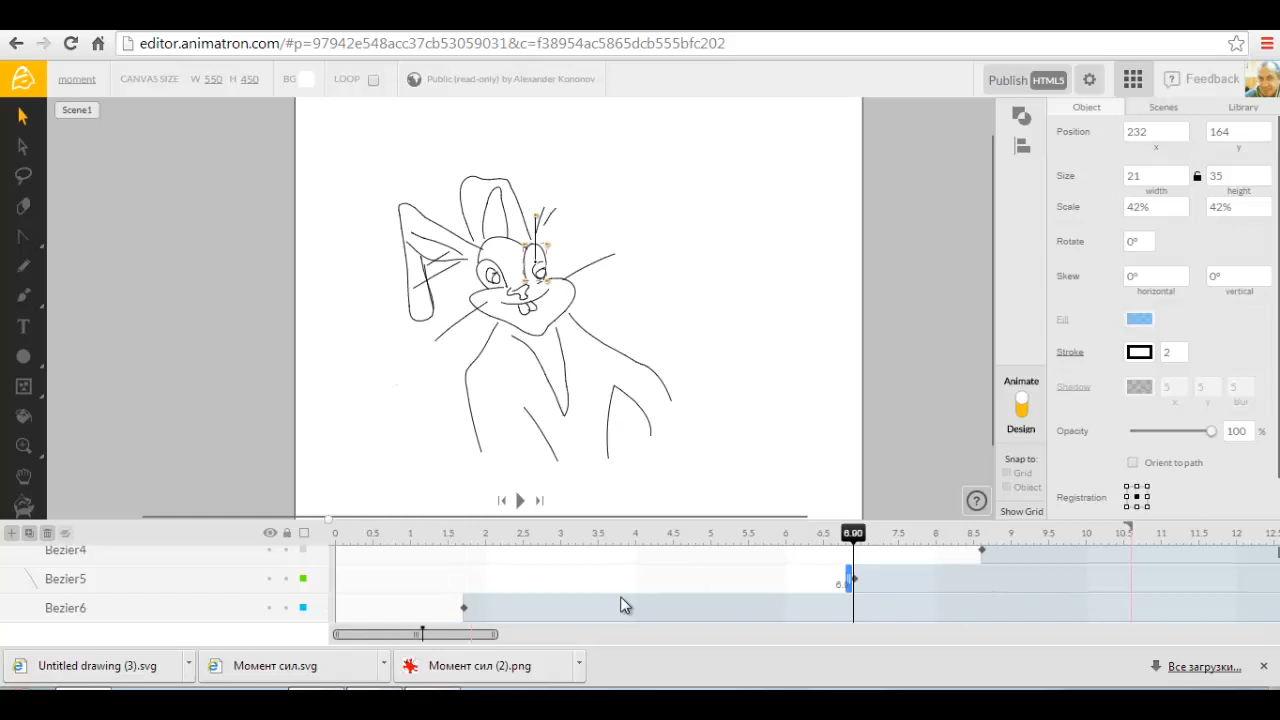 editor.animatron.com/#p=97942e548acc37cb53059031&c=f38954ac5865dcb555bfc202
moment CANVAS SIZE W 550 H 450 BG LOOP Public (read-only) by Alexander Kononov Publish HTML5 Feedback
Scene1
Object Scenes Library
Position 232 164
x y
Size 21 35
width height
Scale 42% 42%
Rotate 0°
Skew 0° 0°
horizontal vertical
Fill
Stroke 2
Shadow 5 5 5
x y blur
Animate
Design
Opacity 100 %
Snap to:
Grid
Object
Orient to path
Registration
Show Grid
0 0.5 1 1.5 2 2.5 3 3.5 4 4.5 5 5.5 6 6.90 7.5 8 8.5 9 9.5 10 10.5 11 11.5 12 12.5
Bezier4
Bezier5
Bezier6
Untitled drawing (3).svg Момент сил.svg Момент сил (2).png Все загрузки...